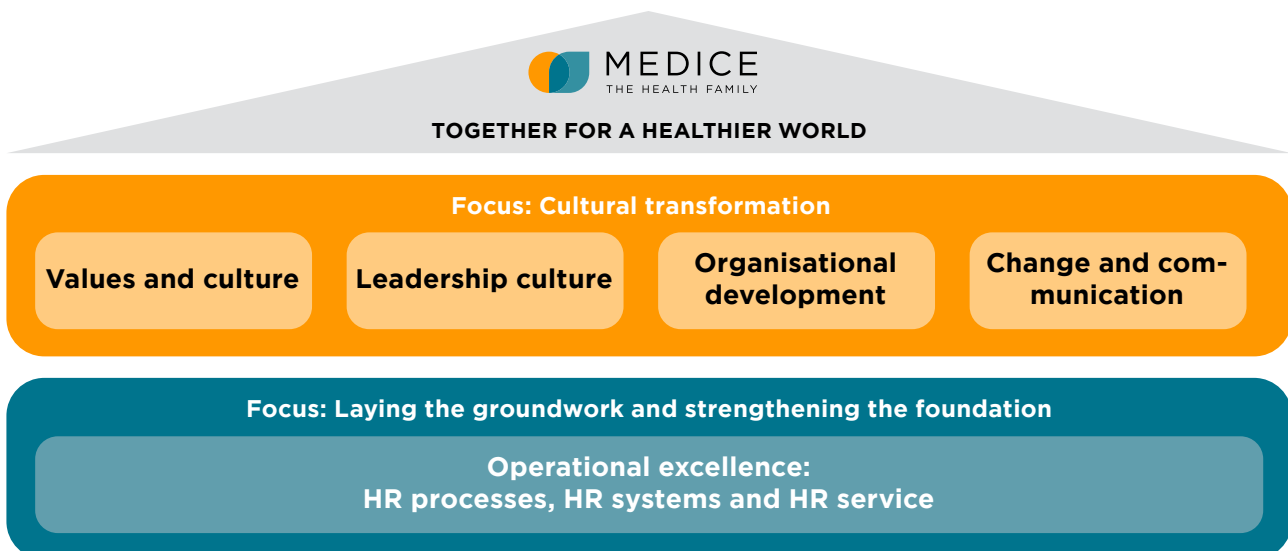 MEDICE
THE HEALTH FAMILY
TOGETHER FOR A HEALTHIER WORLD
Focus: Cultural transformation
Values and culture
Leadership culture
Organisational
development
Change and com-
munication
Focus: Laying the groundwork and strengthening the foundation
Operational excellence:
HR processes, HR systems and HR service